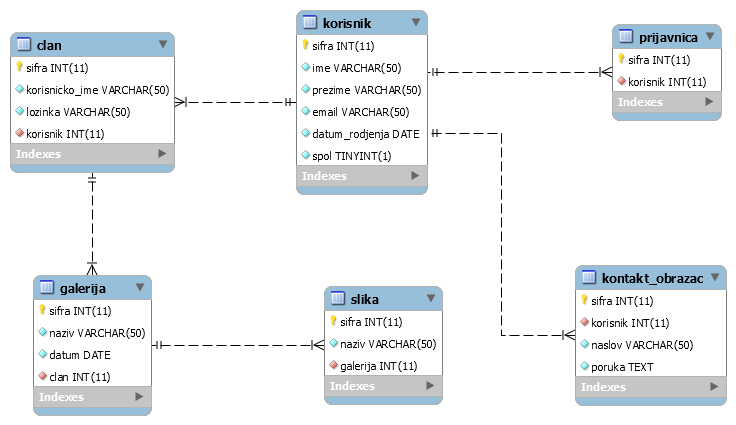 clan
sifra INT(11)
korisnicko_ime VARCHAR(50)
lozinka VARCHAR(50)
korisnik INT(11)
Indexes
korisnik
sifra INT(11)
ime VARCHAR(50)
prezime VARCHAR(50)
email VARCHAR(50)
datum_rodjenja DATE
spol TINYINT(1)
Indexes
prijavnica
sifra INT(11)
korisnik INT(11)
Indexes
galerija
sifra INT(11)
naziv VARCHAR(50)
datum DATE
clan INT(11)
Indexes
slika
sifra INT(11)
naziv VARCHAR(50)
galerija INT(11)
Indexes
kontakt_obrazac
sifra INT(11)
korisnik INT(11)
naslov VARCHAR(50)
poruka TEXT
Indexes